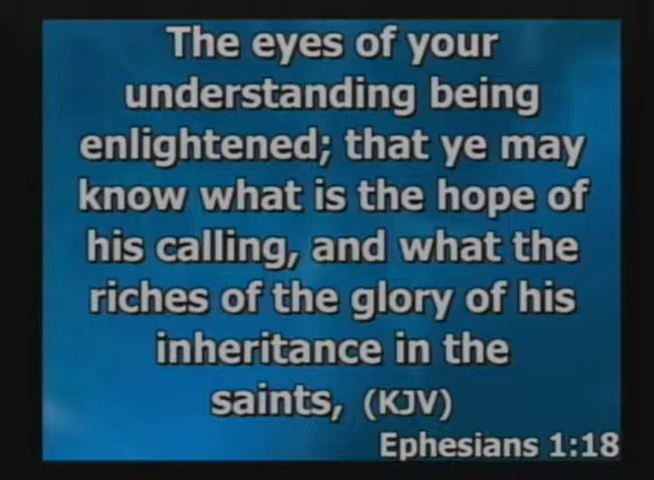 The eyes of your
understanding being
enlightened; that ye may
know what is the hope of
his calling, and what the
riches of the glory of his
inheritance in the
saints, (KJV)
Ephesians 1:18